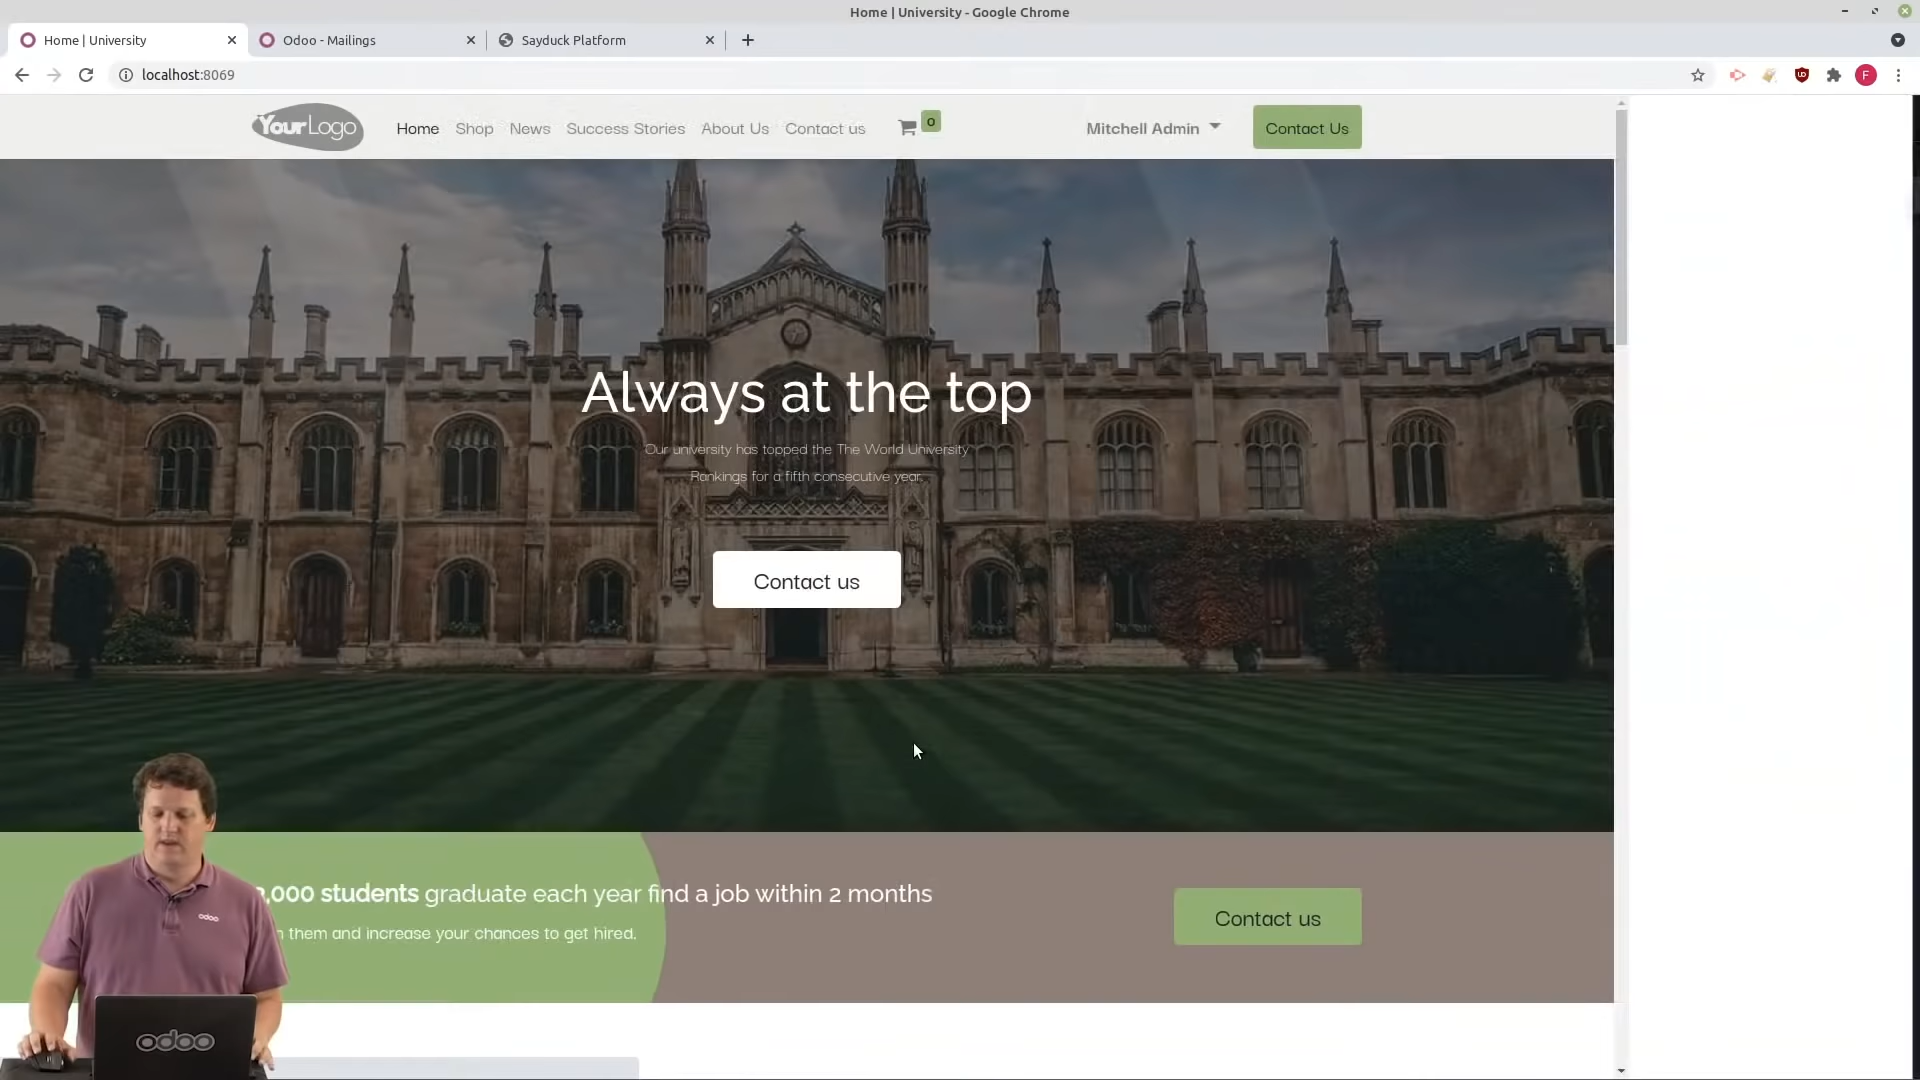 Home | University - Google Chrome
Home | University
Odoo - Mailings
Sayduck Platform
localhost:8069
F
YourLogo
Home
Shop
News
Success Stories
About Us
Contact us
0
Mitchell Admin
Contact Us
Always at the top
Our university has topped the The World University
Rankings for a fifth consecutive year.
Contact us
,000 students graduate each year find a job within 2 months
them and increase your chances to get hired.
Contact us
odoo
odoo